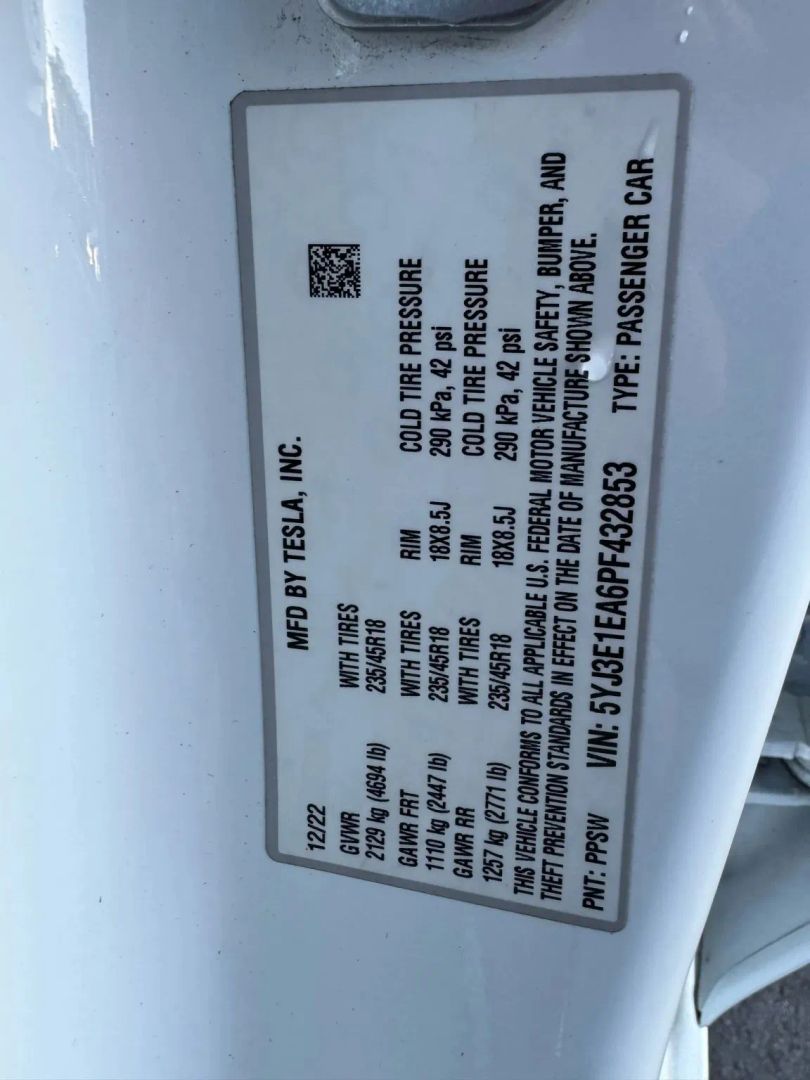 MFD BY TESLA, INC.
12/22
GVWR WITH TIRES
2129 kg (4694 lb) 235/45R18
GAWR FRT WITH TIRES RIM COLD TIRE PRESSURE
1110 kg (2447 lb) 235/45R18 18X8.5J 290 kPa, 42 psi
GAWR RR WITH TIRES RIM COLD TIRE PRESSURE
1257 kg (2771 lb) 235/45R18 18X8.5J 290 kPa, 42 psi
THIS VEHICLE CONFORMS TO ALL APPLICABLE U.S. FEDERAL MOTOR VEHICLE SAFETY, BUMPER, AND
THEFT PREVENTION STANDARDS IN EFFECT ON THE DATE OF MANUFACTURE SHOWN ABOVE.
PNT: PPSW VIN: 5YJ3E1EA6PF432853 TYPE: PASSENGER CAR